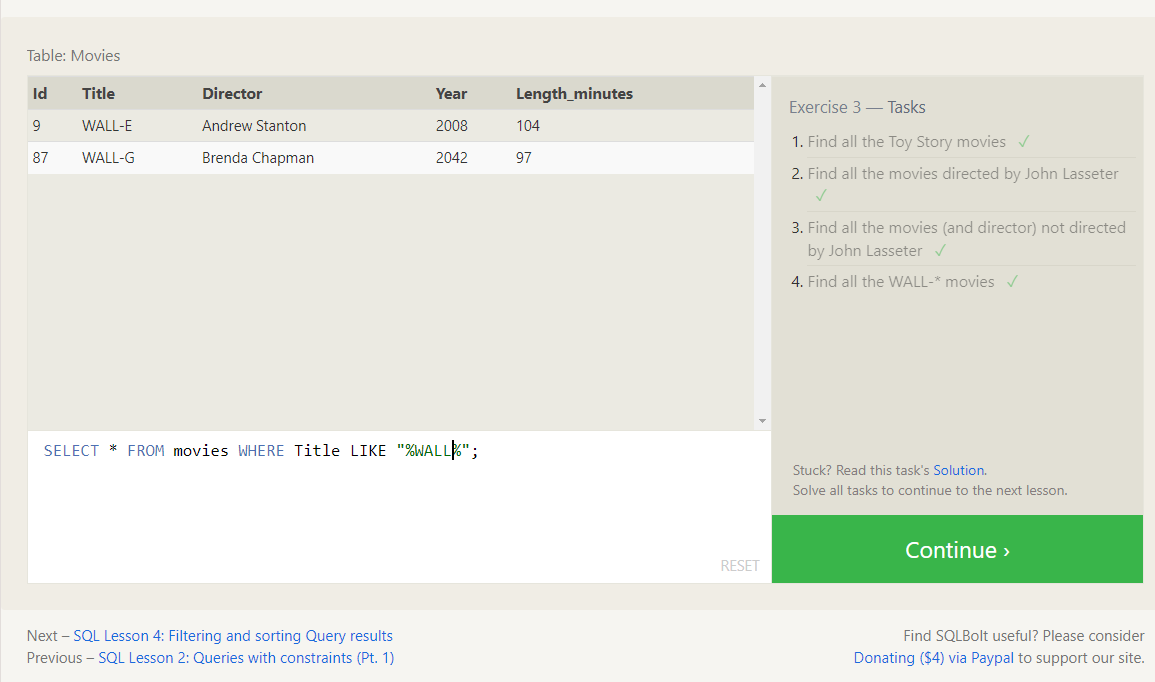 Table: Movies
Id Title Director Year Length_minutes
9 WALL-E Andrew Stanton 2008 104
87 WALL-G Brenda Chapman 2042 97
SELECT * FROM movies WHERE Title LIKE "%WALL%";
RESET
Exercise 3 — Tasks
1. Find all the Toy Story movies ✓
2. Find all the movies directed by John Lasseter
✓
3. Find all the movies (and director) not directed
by John Lasseter ✓
4. Find all the WALL-* movies ✓
Stuck? Read this task's Solution.
Solve all tasks to continue to the next lesson.
Continue ›
Next – SQL Lesson 4: Filtering and sorting Query results
Previous – SQL Lesson 2: Queries with constraints (Pt. 1)
Find SQLBolt useful? Please consider
Donating ($4) via Paypal to support our site.